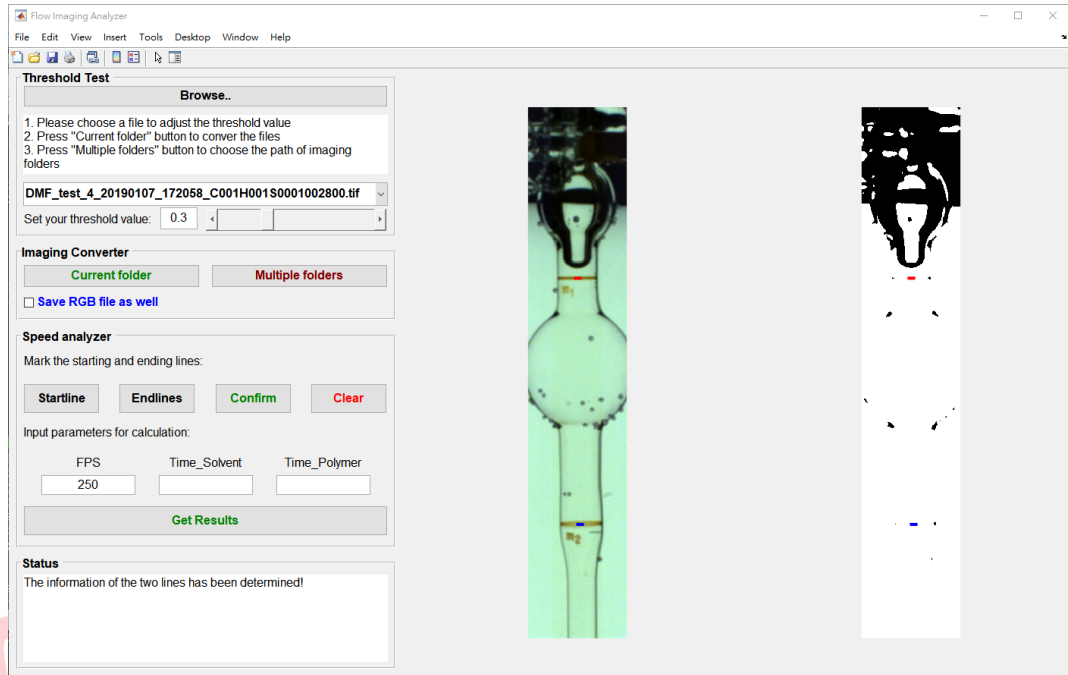 Flow Imaging Analyzer
File Edit View Insert Tools Desktop Window Help
Threshold Test
Browse..
1. Please choose a file to adjust the threshold value
2. Press "Current folder" button to conver the files
3. Press "Multiple folders" button to choose the path of imaging
folders
DMF_test_4_20190107_172058_C001H001S0001002800.tif
Set your threshold value: 0.3
Imaging Converter
Current folder Multiple folders
Save RGB file as well
Speed analyzer
Mark the starting and ending lines:
Startline Endlines Confirm Clear
Input parameters for calculation:
FPS Time_Solvent Time_Polymer
250
Get Results
Status
The information of the two lines has been determined!
m1
m2